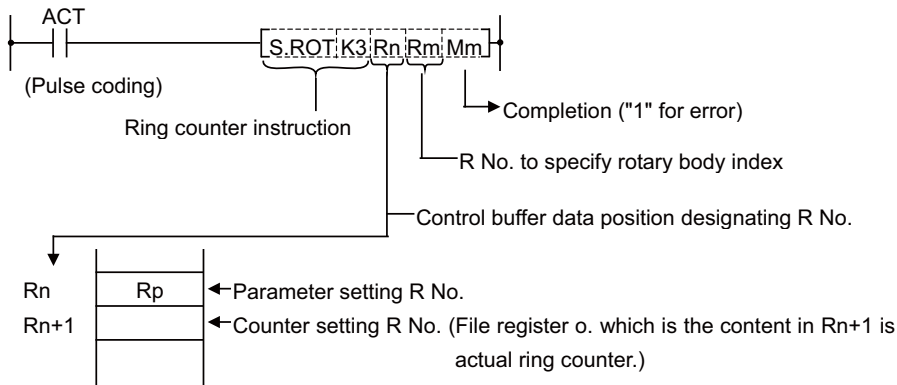 ACT
S.ROT K3 Rn Rm Mm
(Pulse coding)
Completion ("1" for error)
Ring counter instruction
R No. to specify rotary body index
Control buffer data position designating R No.
Rn Rp Parameter setting R No.
Rn+1 Counter setting R No. (File register o. which is the content in Rn+1 is
actual ring counter.)